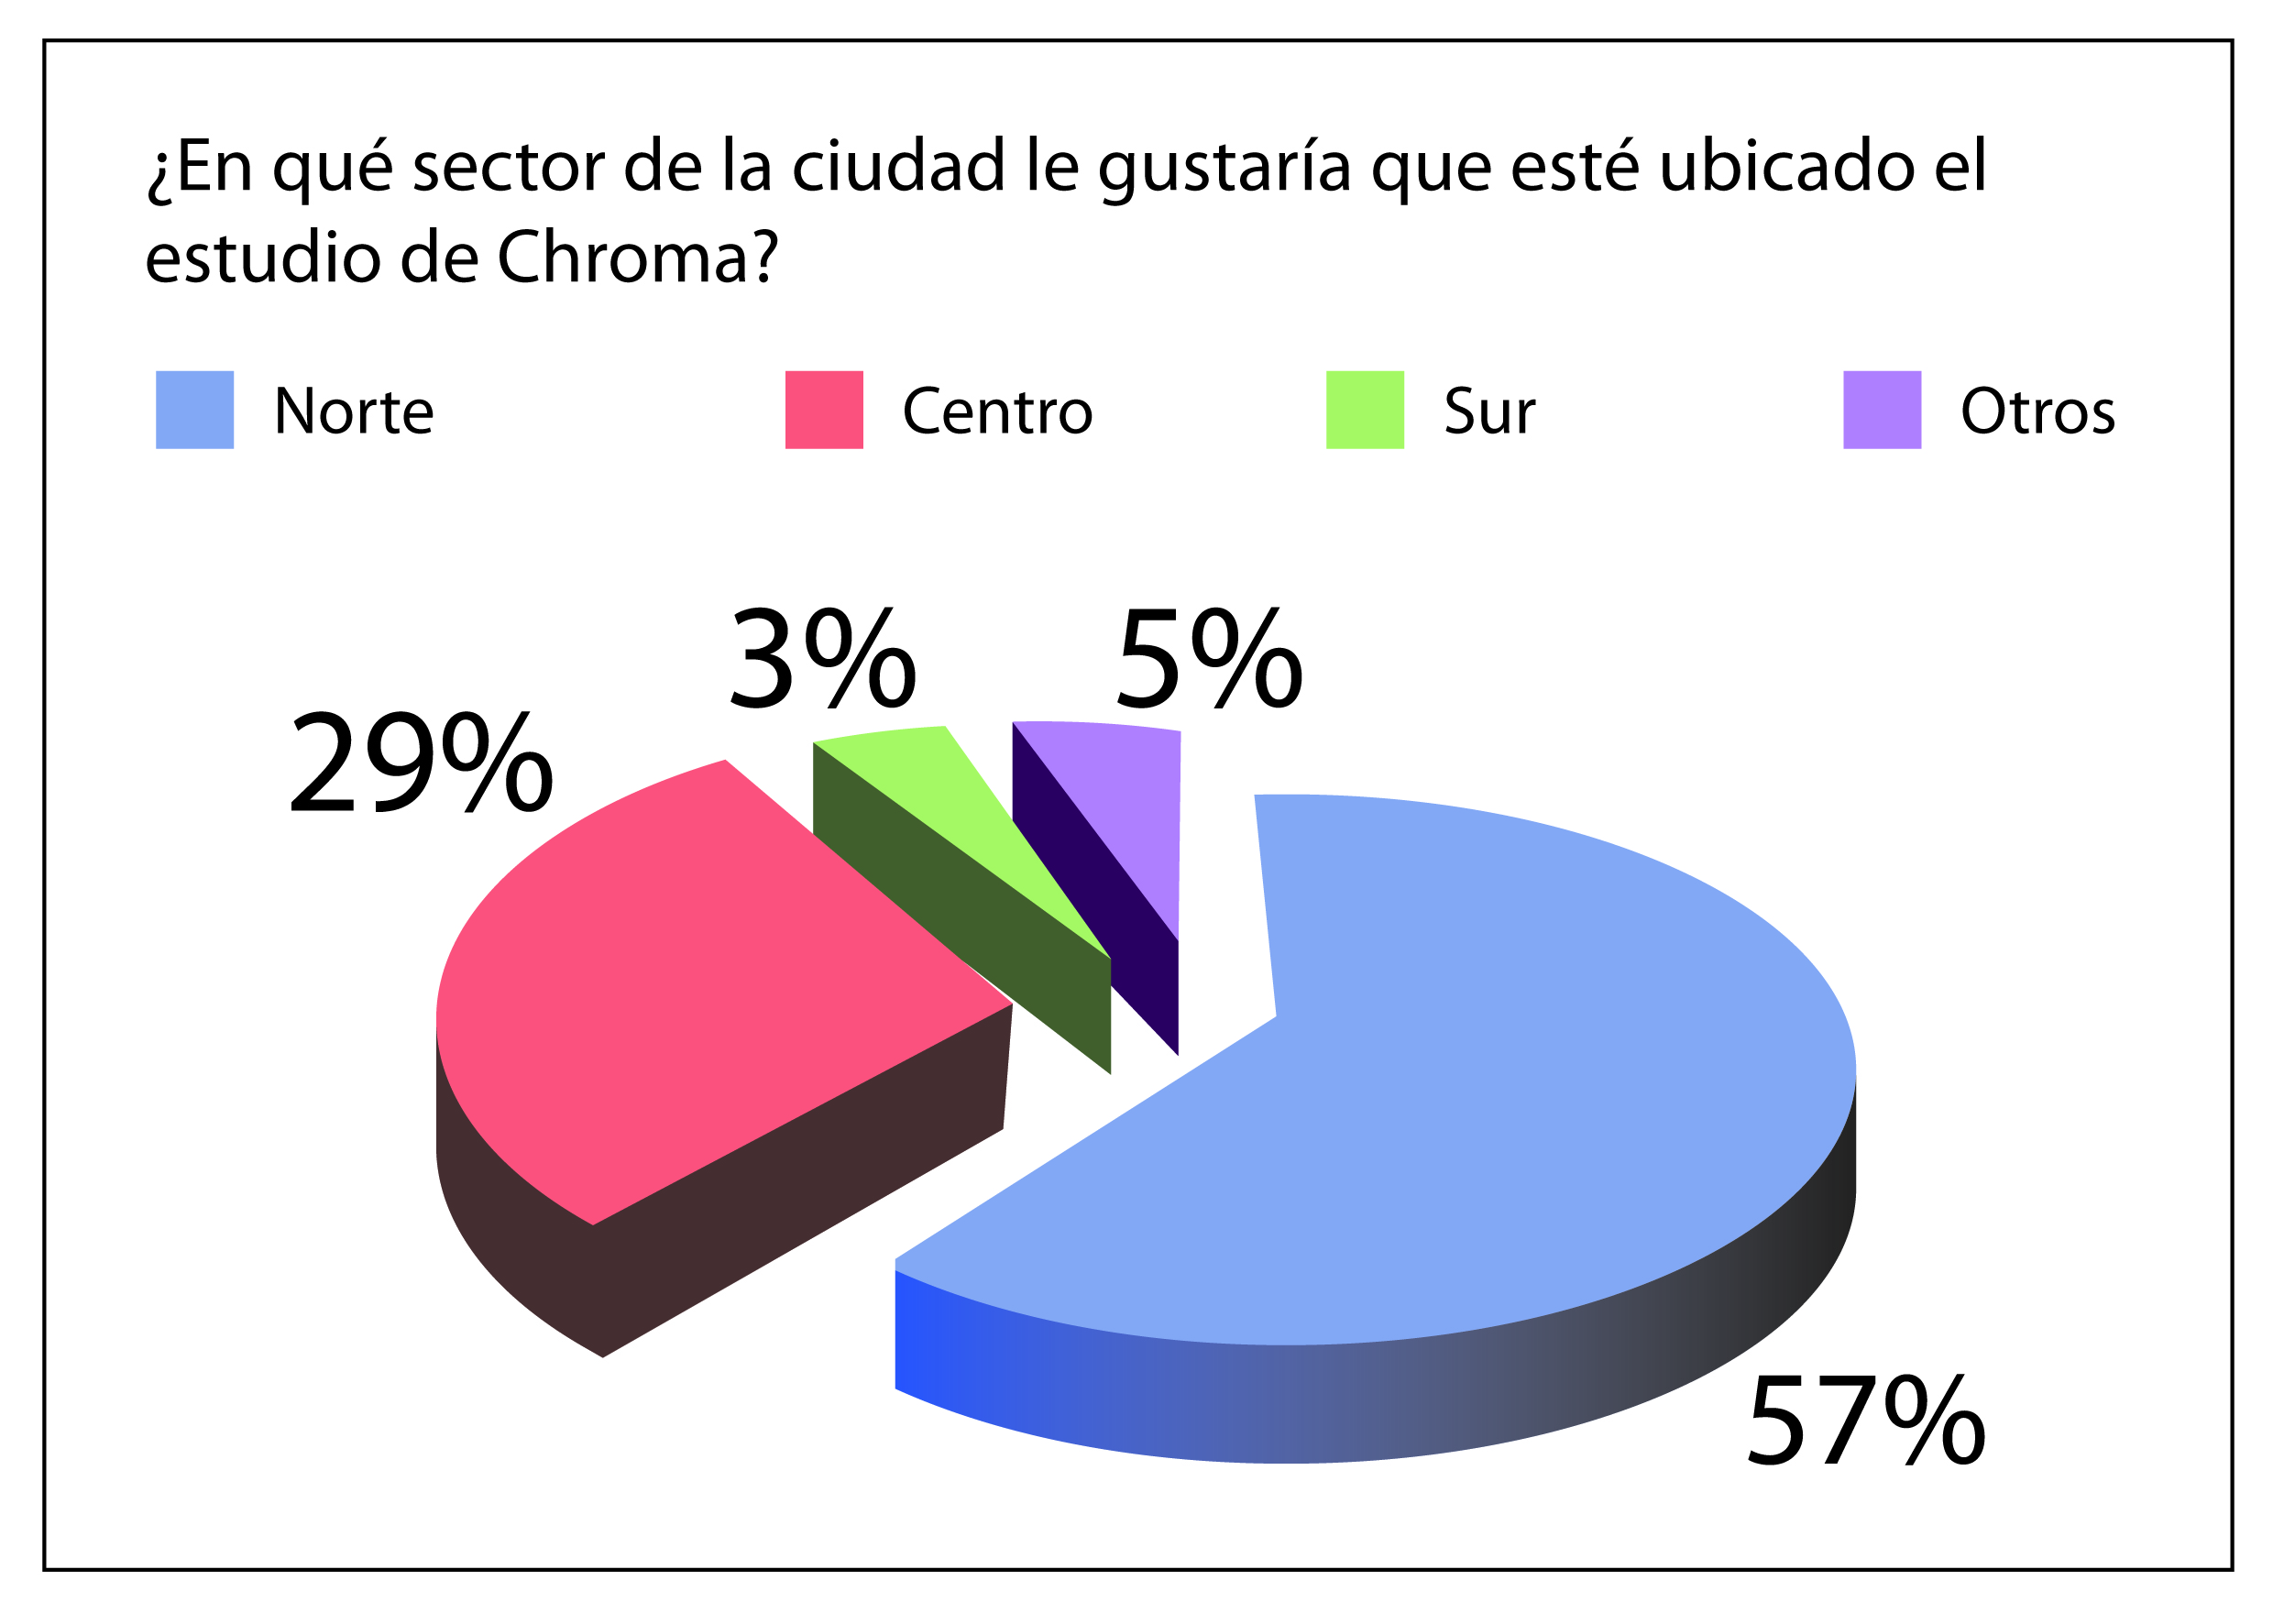 ¿En qué sector de la ciudad le gustaría que esté ubicado el
estudio de Chroma?
Norte
Centro
Sur
Otros
3%
5%
29%
57%